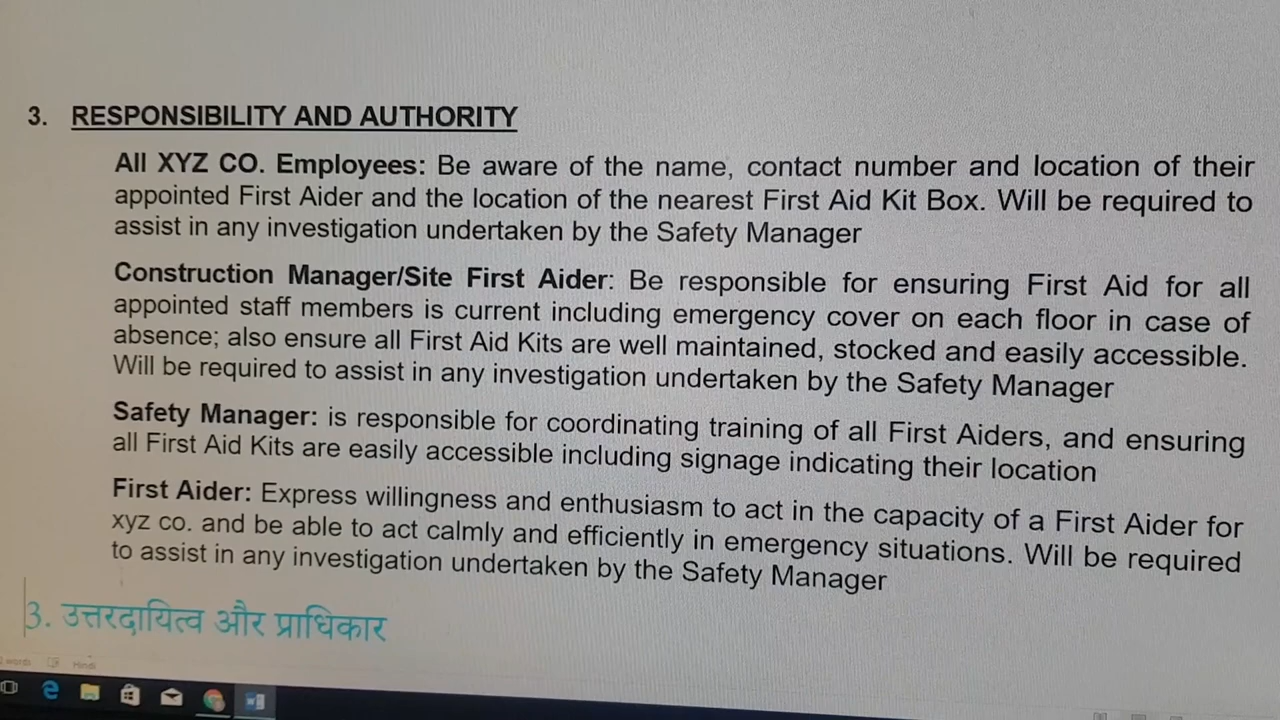 3. RESPONSIBILITY AND AUTHORITY
All XYZ CO. Employees: Be aware of the name, contact number and location of their
appointed First Aider and the location of the nearest First Aid Kit Box. Will be required to
assist in any investigation undertaken by the Safety Manager
Construction Manager/Site First Aider: Be responsible for ensuring First Aid for all
appointed staff members is current including emergency cover on each floor in case of
absence; also ensure all First Aid Kits are well maintained, stocked and easily accessible.
Will be required to assist in any investigation undertaken by the Safety Manager
Safety Manager: is responsible for coordinating training of all First Aiders, and ensuring
all First Aid Kits are easily accessible including signage indicating their location
First Aider: Express willingness and enthusiasm to act in the capacity of a First Aider for
xyz co. and be able to act calmly and efficiently in emergency situations. Will be required
to assist in any investigation undertaken by the Safety Manager
3. उत्तरदायित्व और प्राधिकार
words Hindi